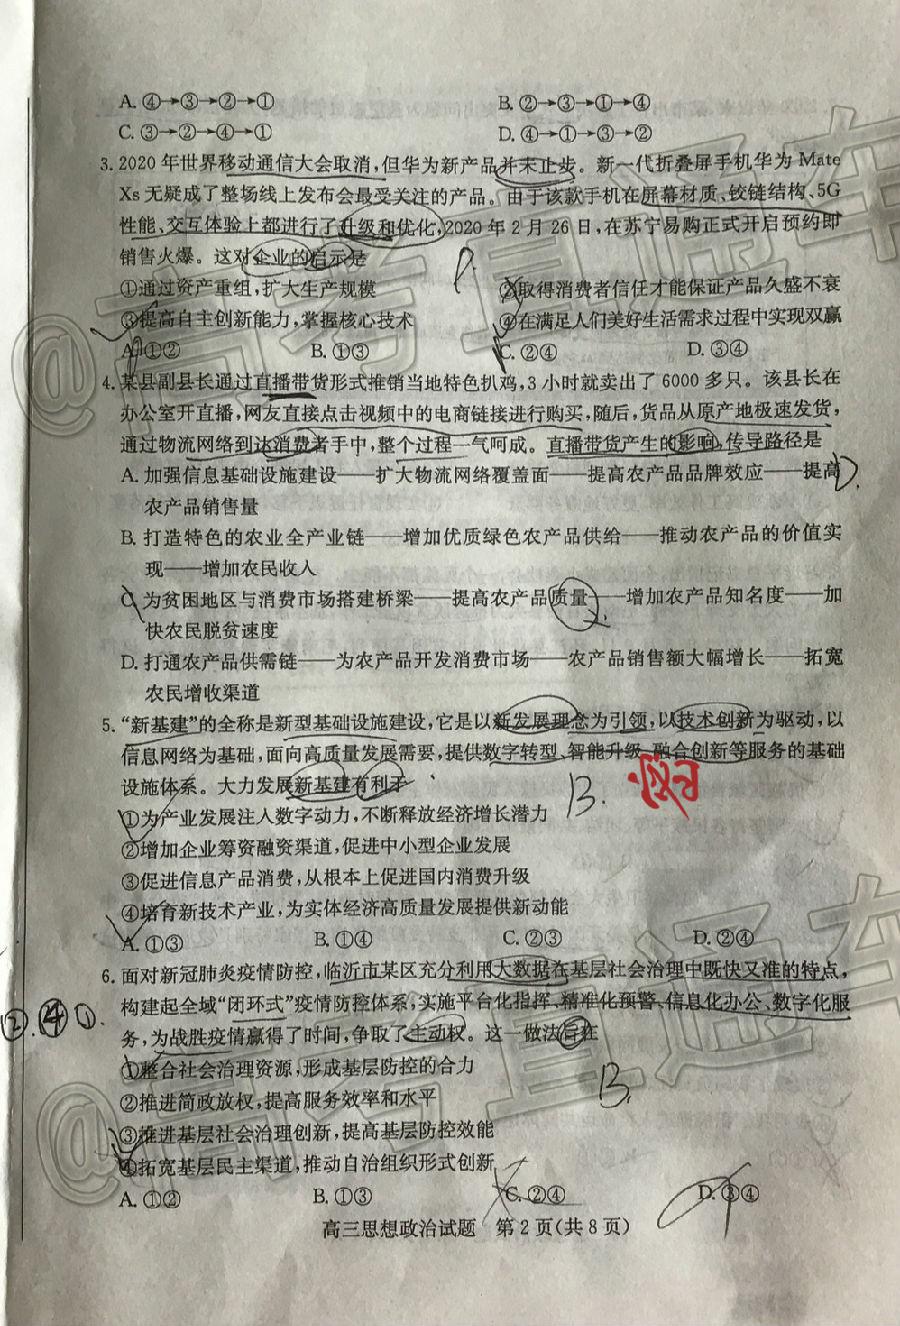 A. ④→③→②→① B. ②→③→①→④
C. ③→②→④→① D. ④→①→③→②
3. 2020 年世界移动通信大会取消，但华为新产品并未止步。新一代折叠屏手机华为 Mate
Xs 无疑成了整场线上发布会最受关注的产品。由于该款手机在屏幕材质、铰链结构、5G
性能、交互体验上都进行了升级和优化，2020 年 2 月 26 日，在苏宁易购正式开启预约即
销售火爆。这对企业的启示是
①通过资产重组，扩大生产规模 ②取得消费者信任才能保证产品久盛不衰
③提高自主创新能力，掌握核心技术 ④在满足人们美好生活需求过程中实现双赢
A. ①② B. ①③ C. ②④ D. ③④
4. 某县副县长通过直播带货形式推销当地特色扒鸡，3 小时就卖出了 6000 多只。该县长在
办公室开直播，网友直接点击视频中的电商链接进行购买，随后，货品从原产地极速发货，
通过物流网络到达消费者手中，整个过程一气呵成。直播带货产生的影响，传导路径是
A. 加强信息基础设施建设——扩大物流网络覆盖面——提高农产品品牌效应——提高
D.
农产品销售量
B. 打造特色的农业全产业链——增加优质绿色农产品供给——推动农产品的价值实
现——增加农民收入
C. 为贫困地区与消费市场搭建桥梁——提高农产品质量——增加农产品知名度——加
快农民脱贫速度
D. 打通农产品供需链——为农产品开发消费市场——农产品销售额大幅增长——拓宽
农民增收渠道
5. “新基建”的全称是新型基础设施建设，它是以新发展理念为引领，以技术创新为驱动，以
信息网络为基础，面向高质量发展需要，提供数字转型、智能升级、融合创新等服务的基础
设施体系。大力发展新基建有利于
B.
①为产业发展注入数字动力，不断释放经济增长潜力
②增加企业筹资融资渠道，促进中小型企业发展
③促进信息产品消费，从根本上促进国内消费升级
④培育新技术产业，为实体经济高质量发展提供新动能
A. ①③ B. ①④ C. ②③ D. ②④
6. 面对新冠肺炎疫情防控，临沂市某区充分利用大数据在基层社会治理中既快又准的特点，
构建起全域“闭环式”疫情防控体系，实施平台化指挥、精准化预警、信息化办公、数字化服
②.④①.
务，为战胜疫情赢得了时间，争取了主动权。这一做法旨在
①整合社会治理资源，形成基层防控的合力
B.
②推进简政放权，提高服务效率和水平
③推进基层社会治理创新，提高基层防控效能
④拓宽基层民主渠道，推动自治组织形式创新
A. ①② B. ①③ C. ②④ D. ③④
高三思想政治试题 第 2 页(共 8 页)
@高考直通车
@高考直通车